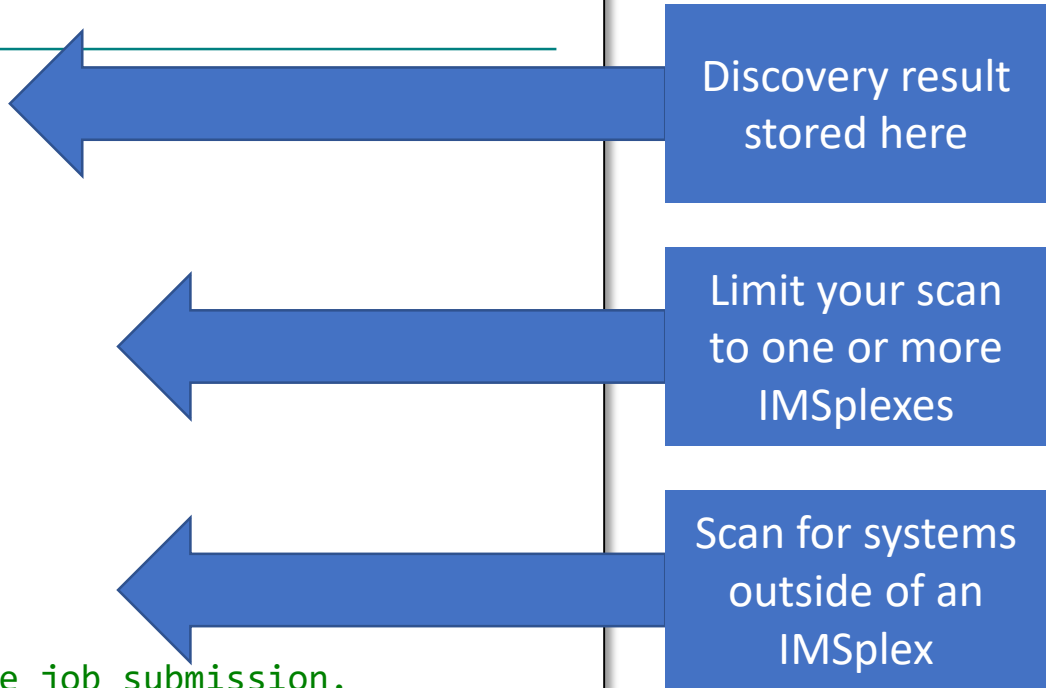 Discovery result
stored here
Limit your scan
to one or more
IMSplexes
Scan for systems
outside of an
IMSplex
e job submission.